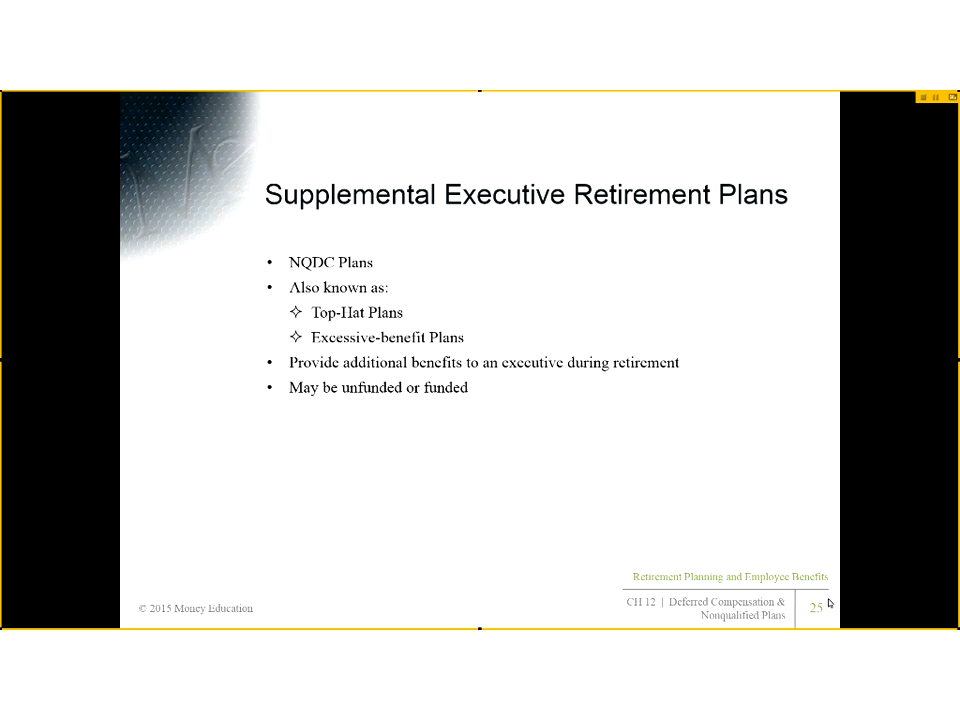 Supplemental Executive Retirement Plans
• NQDC Plans
• Also known as:
✧ Top-Hat Plans
✧ Excessive-benefit Plans
• Provide additional benefits to an executive during retirement
• May be unfunded or funded
Retirement Planning and Employee Benefits
© 2015 Money Education
CH 12 | Deferred Compensation &
Nonqualified Plans
25